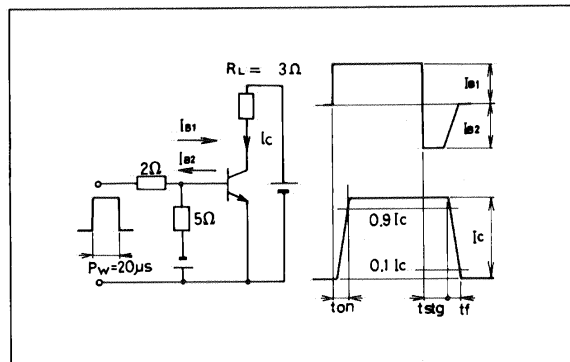 RL = 3Ω
IB1
IB2
Ic
2Ω
5Ω
Pw=20µs
IB1
IB2
0.9 Ic
0.1 Ic
Ic
ton
tstg
tf